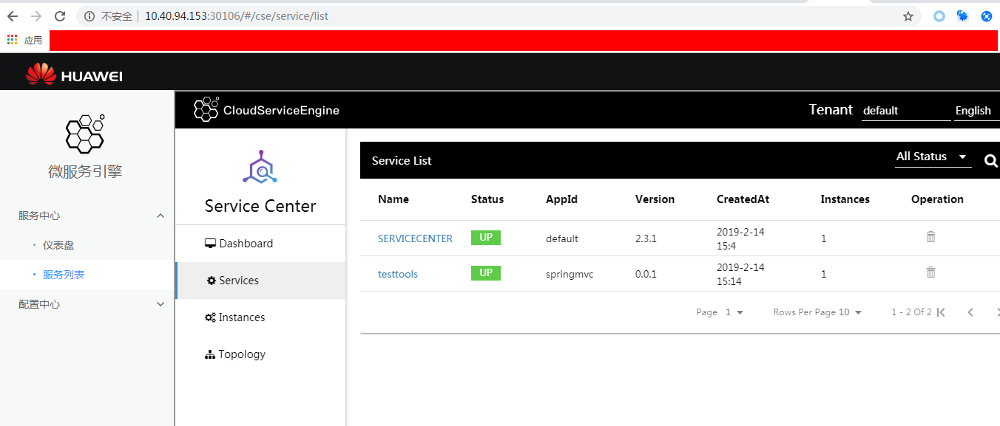 不安全 10.40.94.153:30106/#/cse/service/list
应用
HUAWEI
微服务引擎
服务中心
· 仪表盘
· 服务列表
配置中心
CloudServiceEngine Tenant default English
Service Center
Dashboard
Services
Instances
Topology
Service List All Status
Name Status AppId Version CreatedAt Instances Operation
SERVICECENTER UP default 2.3.1 2019-2-14 15:4 1
testtools UP springmvc 0.0.1 2019-2-14 15:14 1
Page 1 Rows Per Page 10 1 - 2 Of 2